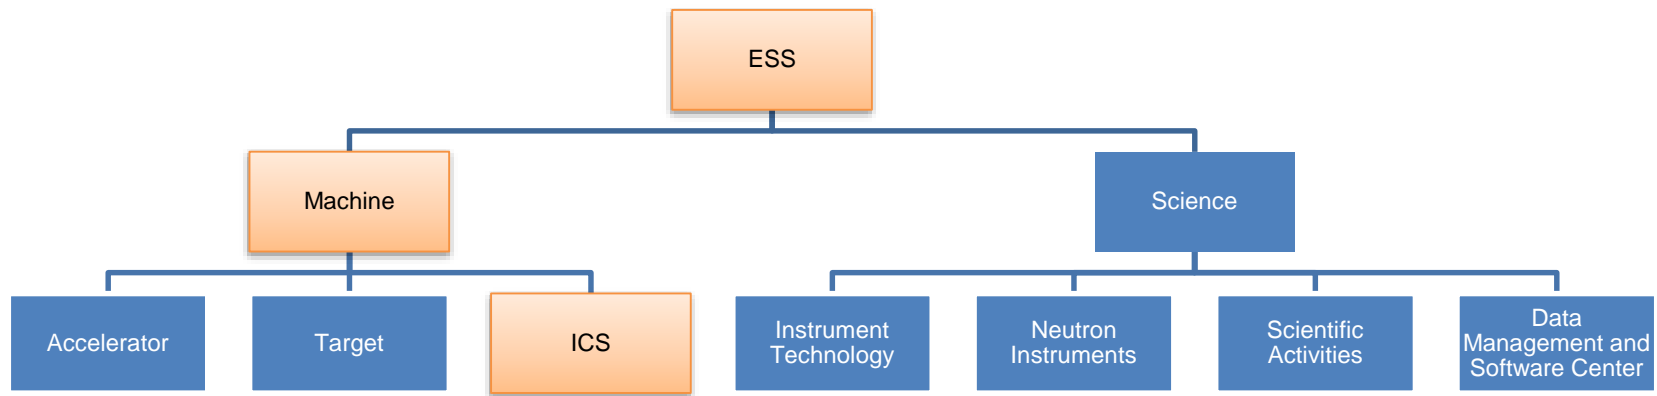 ESS
Machine
Science
Accelerator
Target
ICS
Instrument
Technology
Neutron
Instruments
Scientific
Activities
Data
Management and
Software Center